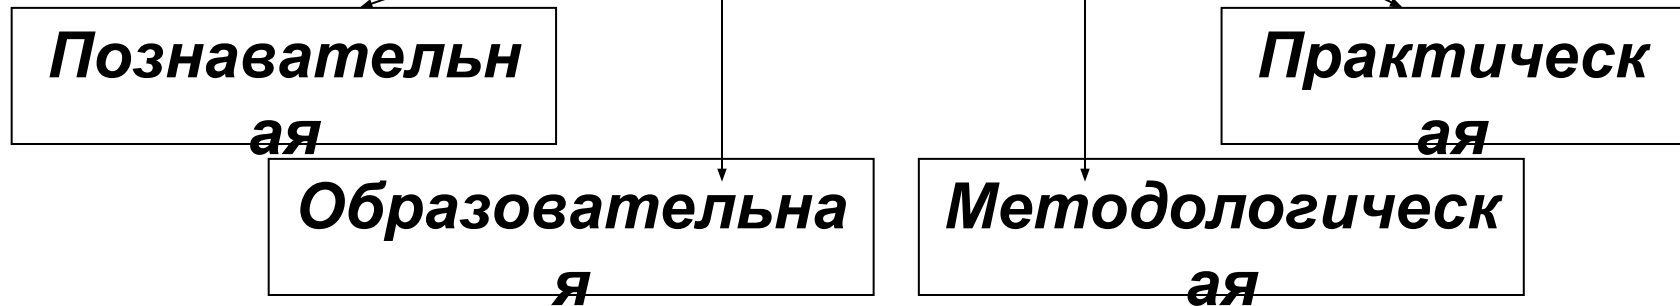 Познавательн
ая
Практическ
ая
Образовательна
я
Методологическ
ая